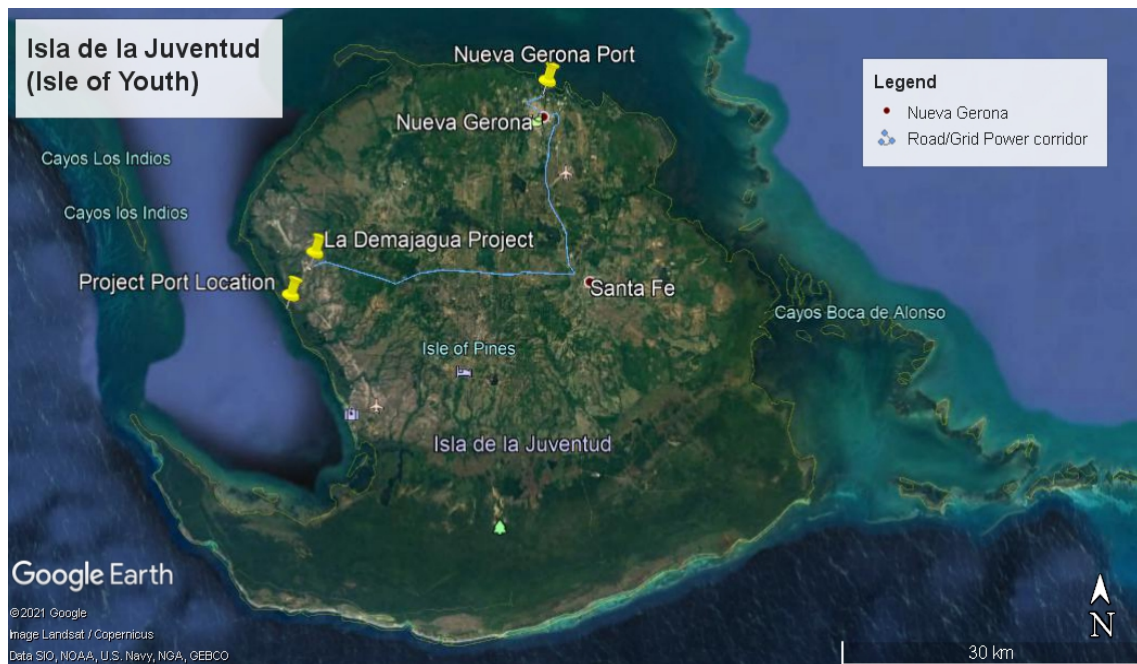 Isla de la Juventud
(Isle of Youth)
Nueva Gerona Port
Legend
Nueva Gerona
Road/Grid Power corridor
Nueva Gerona
Cayos Los Indios
Cayos los Indios
La Demajagua Project
Project Port Location
Santa Fe
Cayos Boca de Alonso
Isle of Pines
Isla de la Juventud
Google Earth
©2021 Google
Image Landsat / Copernicus
Data SIO, NOAA, U.S. Navy, NGA, GEBCO
N
30 km